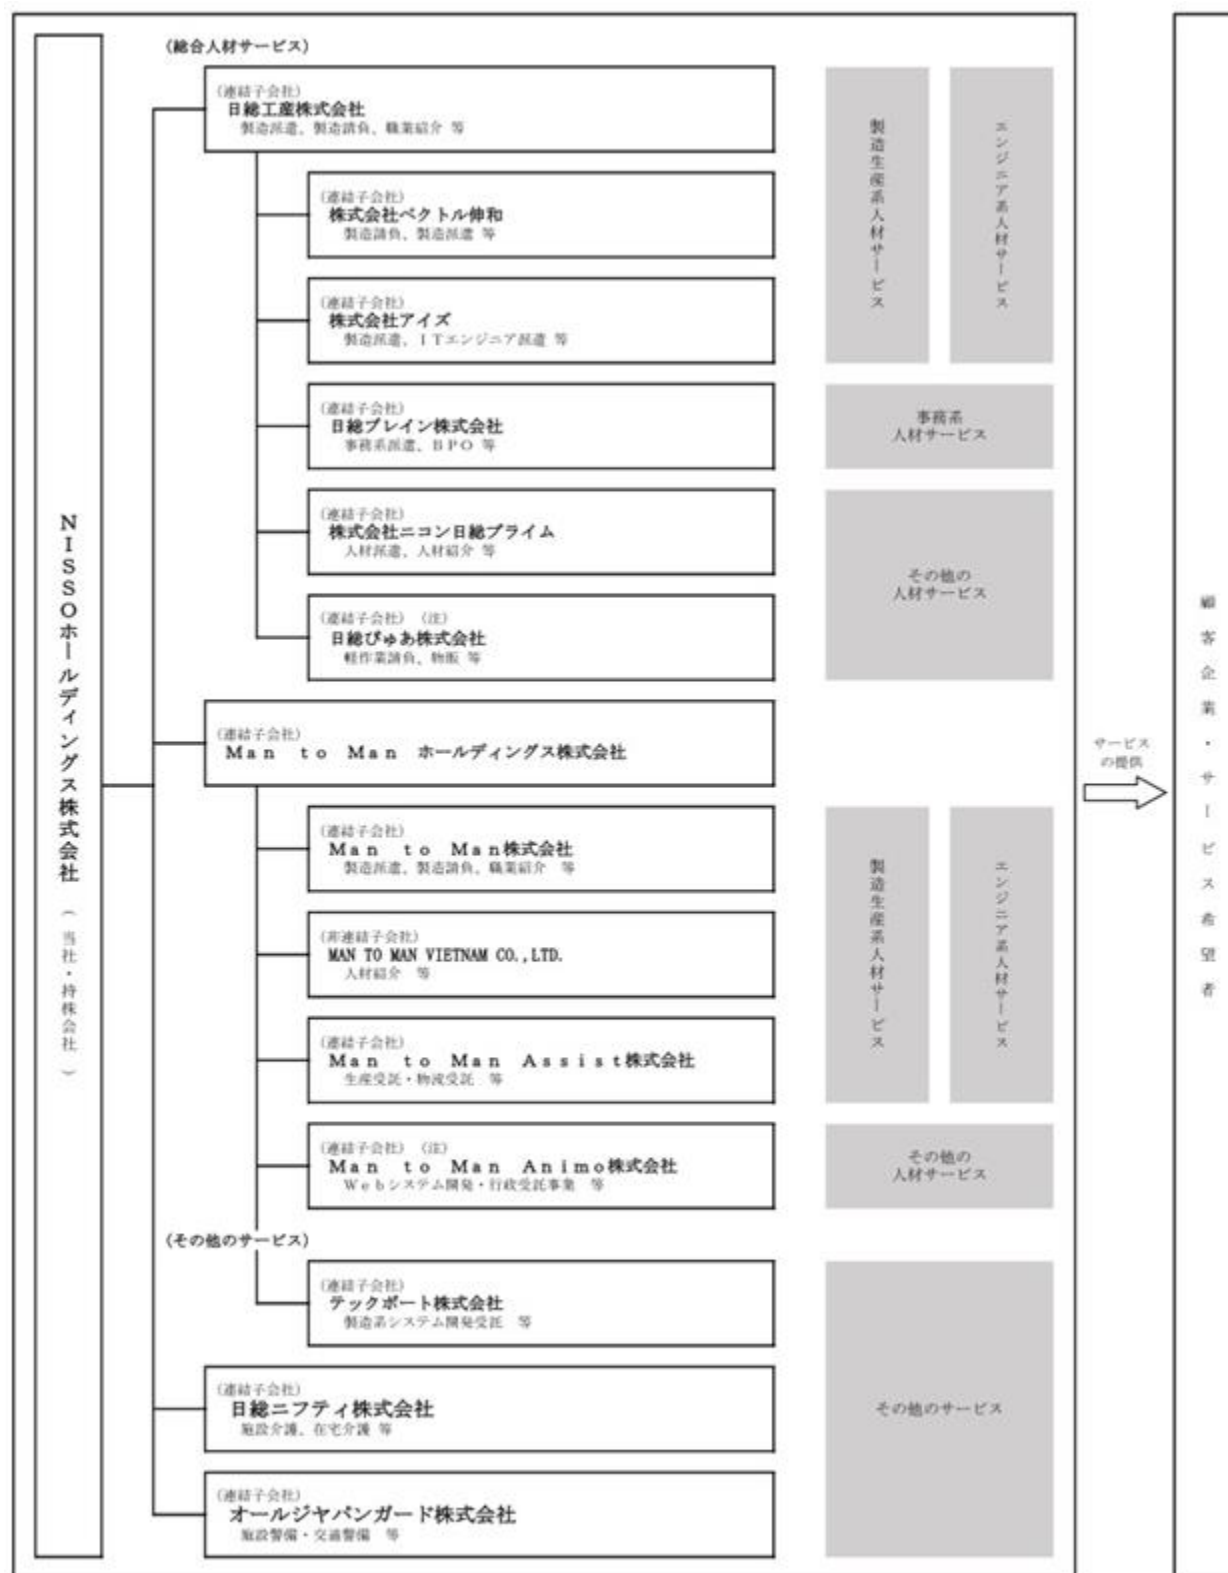 (総合人材サービス)
NISSOホールディングス株式会社(当社・持株会社)
(連結子会社)
日総工産株式会社
製造派遣、製造請負、職業紹介 等
(連結子会社)
株式会社ベクトル伸和
製造請負、製造派遣 等
(連結子会社)
株式会社アイズ
製造派遣、ITエンジニア派遣 等
製造生産系人材サービス
エンジニア系人材サービス
(連結子会社)
日総ブレイン株式会社
事務系派遣、BPO 等
事務系
人材サービス
(連結子会社)
株式会社ニコン日総プライム
人材派遣、人材紹介 等
(連結子会社) (注)
日総ぴゅあ株式会社
軽作業請負、物販 等
その他の
人材サービス
(連結子会社)
Man to Man ホールディングス株式会社
(連結子会社)
Man to Man株式会社
製造派遣、製造請負、職業紹介 等
(非連結子会社)
MAN TO MAN VIETNAM CO.,LTD.
人材紹介 等
(連結子会社)
Man to Man Assist株式会社
生産受託・物流受託 等
製造生産系人材サービス
エンジニア系人材サービス
(連結子会社) (注)
Man to Man Animo株式会社
Webシステム開発・行政受託事業 等
その他の
人材サービス
(その他のサービス)
(連結子会社)
テックポート株式会社
製造系システム開発受託 等
(連結子会社)
日総ニフティ株式会社
施設介護、在宅介護 等
(連結子会社)
オールジャパンガード株式会社
施設警備・交通警備 等
その他のサービス
サービス
の提供
顧客企業・サービス希望者